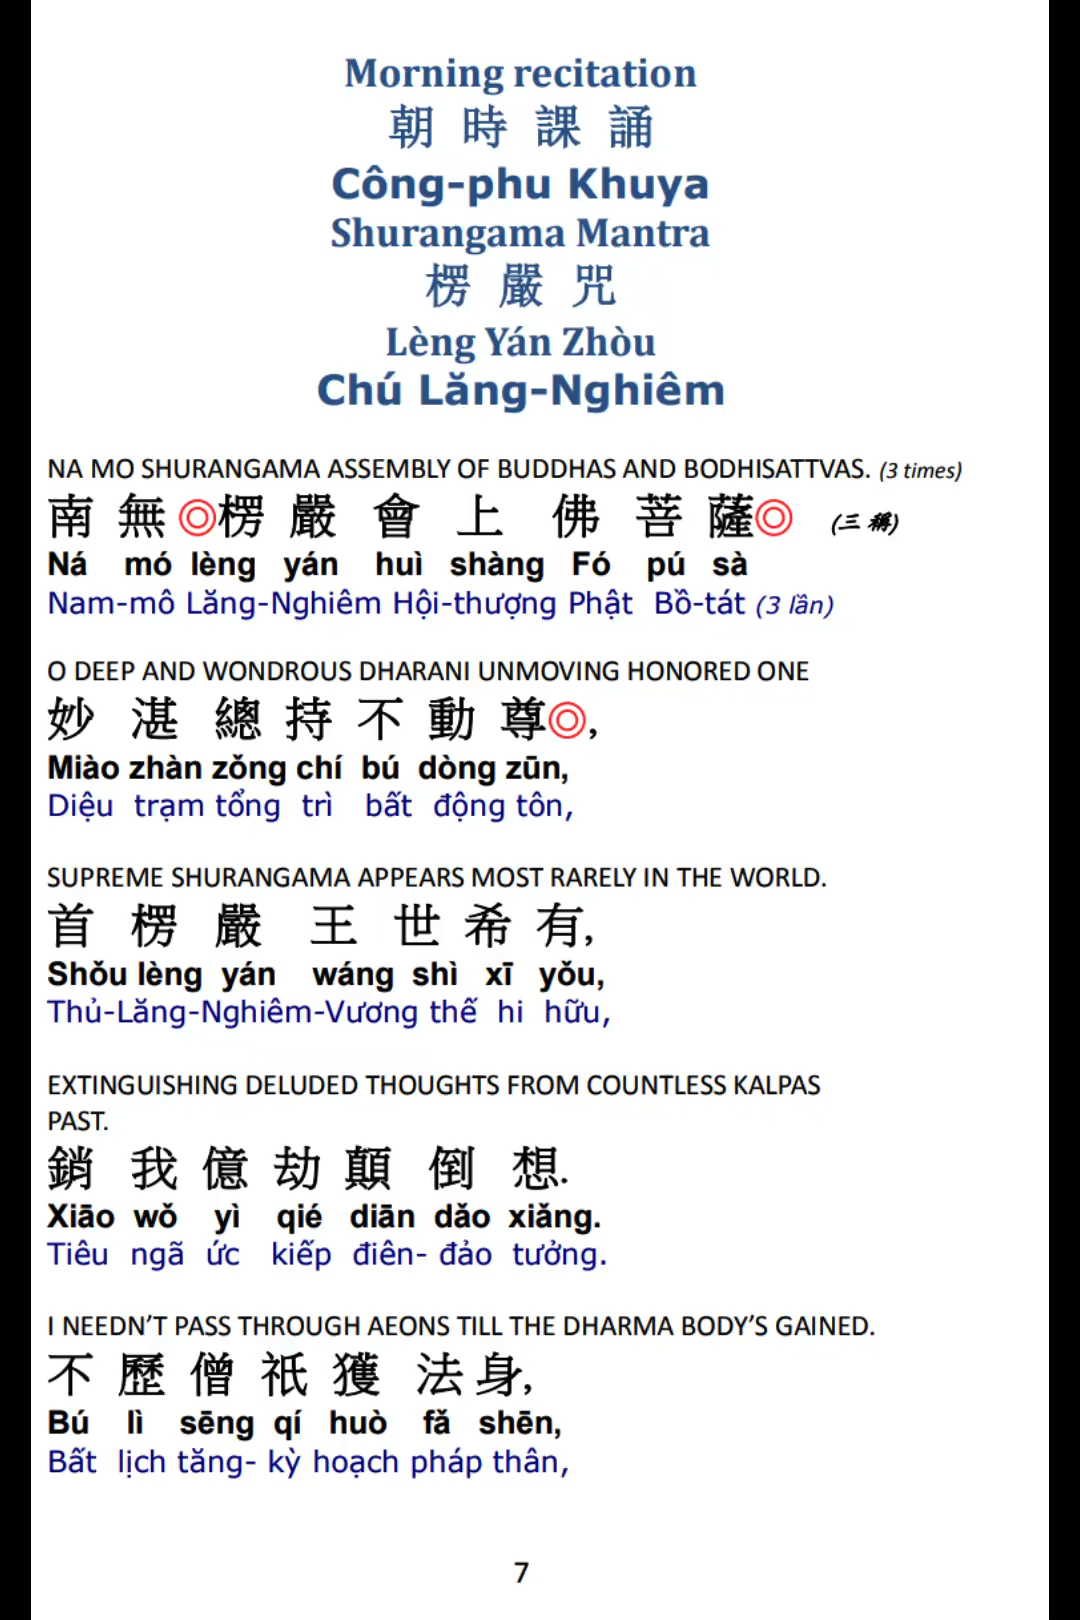 Morning recitation
朝時課誦
Công-phu Khuya
Shurangama Mantra
楞嚴咒
Lèng Yán Zhòu
Chú Lăng-Nghiêm
NA MO SHURANGAMA ASSEMBLY OF BUDDHAS AND BODHISATTVAS. (3 times)
南無◎楞嚴會上佛菩薩◎ (三稱)
Ná mó lèng yán huì shàng Fó pú sà
Nam-mô Lăng-Nghiêm Hội-thượng Phật Bồ-tát (3 lần)
O DEEP AND WONDROUS DHARANI UNMOVING HONORED ONE
妙湛總持不動尊◎,
Miào zhàn zǒng chí bú dòng zūn,
Diệu trạm tổng trì bất động tôn,
SUPREME SHURANGAMA APPEARS MOST RARELY IN THE WORLD.
首楞嚴王世希有,
Shǒu lèng yán wáng shì xī yǒu,
Thủ-Lăng-Nghiêm-Vương thế hi hữu,
EXTINGUISHING DELUDED THOUGHTS FROM COUNTLESS KALPAS
PAST.
銷我億劫顛倒想.
Xiāo wǒ yì qié diān dǎo xiǎng.
Tiêu ngã ức kiếp điên- đảo tưởng.
I NEEDN'T PASS THROUGH AEONS TILL THE DHARMA BODY'S GAINED.
不歷僧祇獲法身,
Bú lì sēng qí huò fǎ shēn,
Bất lịch tăng- kỳ hoạch pháp thân,
7